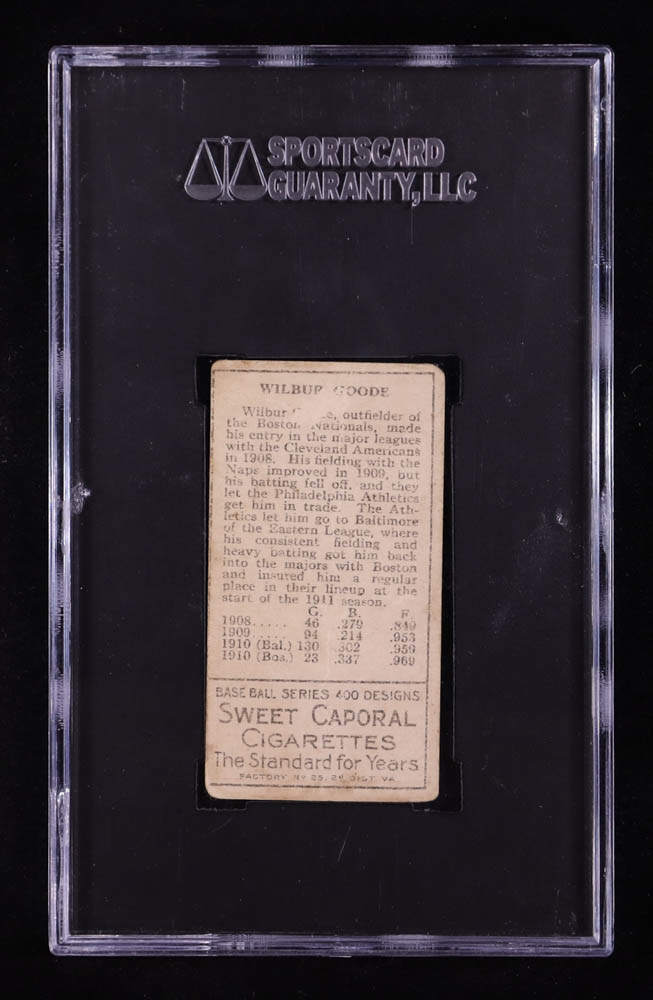 SPORTSCARD
GUARANTY, LLC
WILBUR GOODE
Wilbur outfielder of
the Boston Nationals, made
his entry in the major leagues
with the Cleveland Americans
in 1908. His fielding with the
Naps improved in 1909, but
his batting fell off, and they
let the Philadelphia Athletics
get him in trade. The Ath-
letics let him go to Baltimore
of the Eastern League, where
his consistent fielding and
heavy batting got him back
into the majors with Boston
and insured him a regular
place in their lineup at the
start of the 1911 season.
G. B. F.
1908..... 46 .279 .849
1909..... 94 .214 .953
1910 (Bal.) 130 .302 .959
1910 (Bos.) 23 .337 .969
BASE BALL SERIES 400 DESIGNS
SWEET CAPORAL
CIGARETTES
The Standard for Years
FACTORY No 25, 2d DIST. VA.